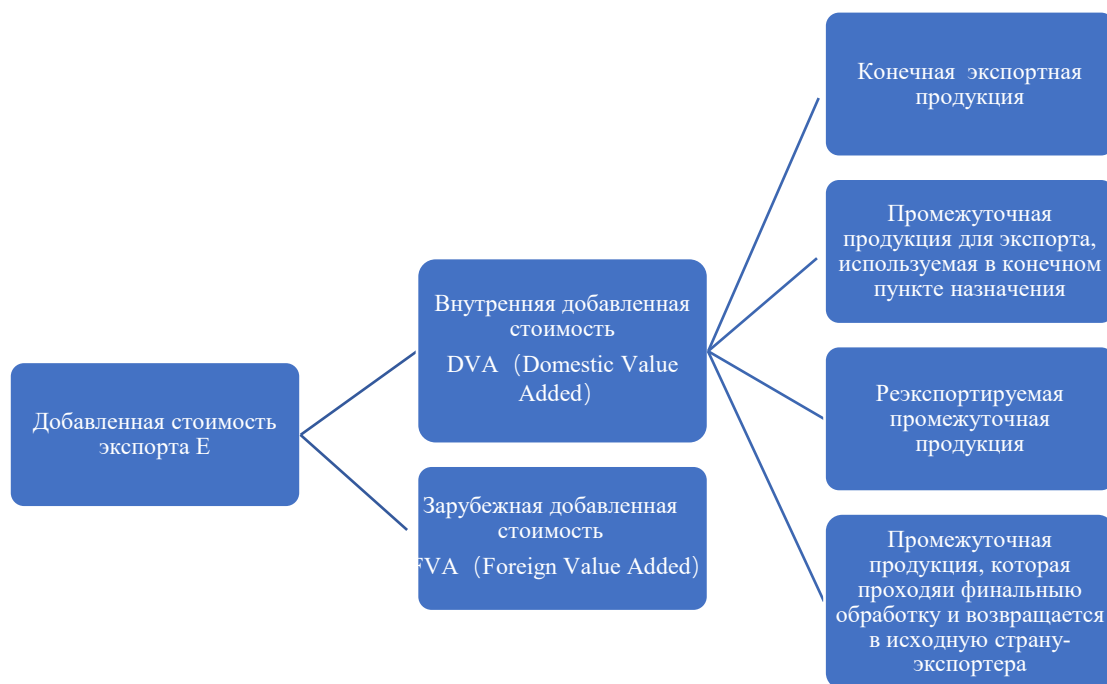 Добавленная стоимость
экспорта E
Внутренняя добавленная
стоимость
DVA（Domestic Value
Added）
Зарубежная добавленная
стоимость
FVA（Foreign Value Added）
Конечная экспортная
продукция
Промежуточная
продукция для экспорта,
используемая в конечном
пункте назначения
Реэкспортируемая
промежуточная
продукция
Промежуточная
продукция, которая
проходяи финальныю
обработку и возвращается
в исходную страну-
экспортера